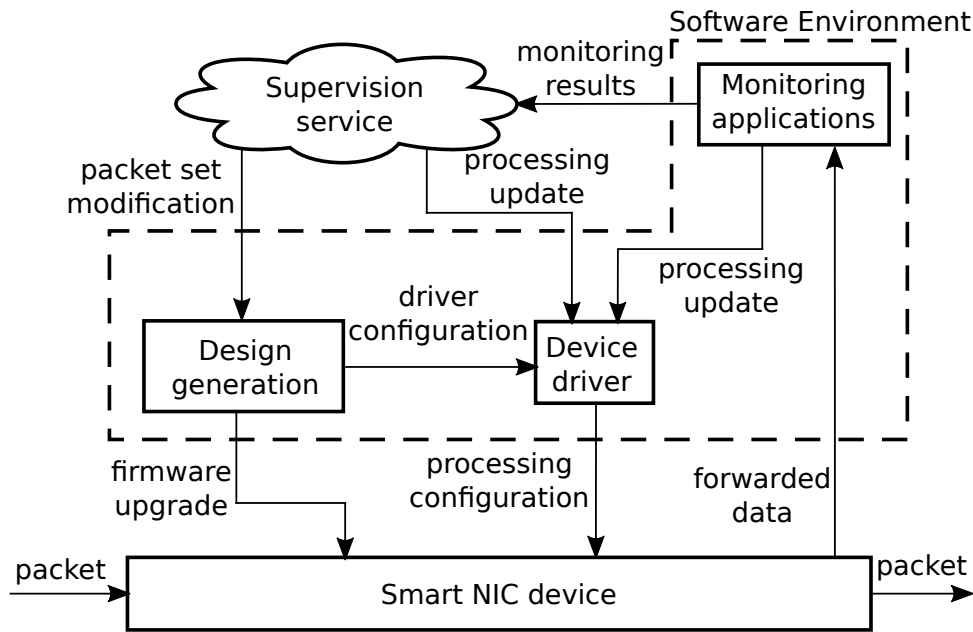 Software Environment
monitoring
results
Supervision
service
Monitoring
applications
packet set
modification
processing
update
processing
update
driver
configuration
Design
generation
Device
driver
firmware
upgrade
processing
configuration
forwarded
data
packet
Smart NIC device
packet